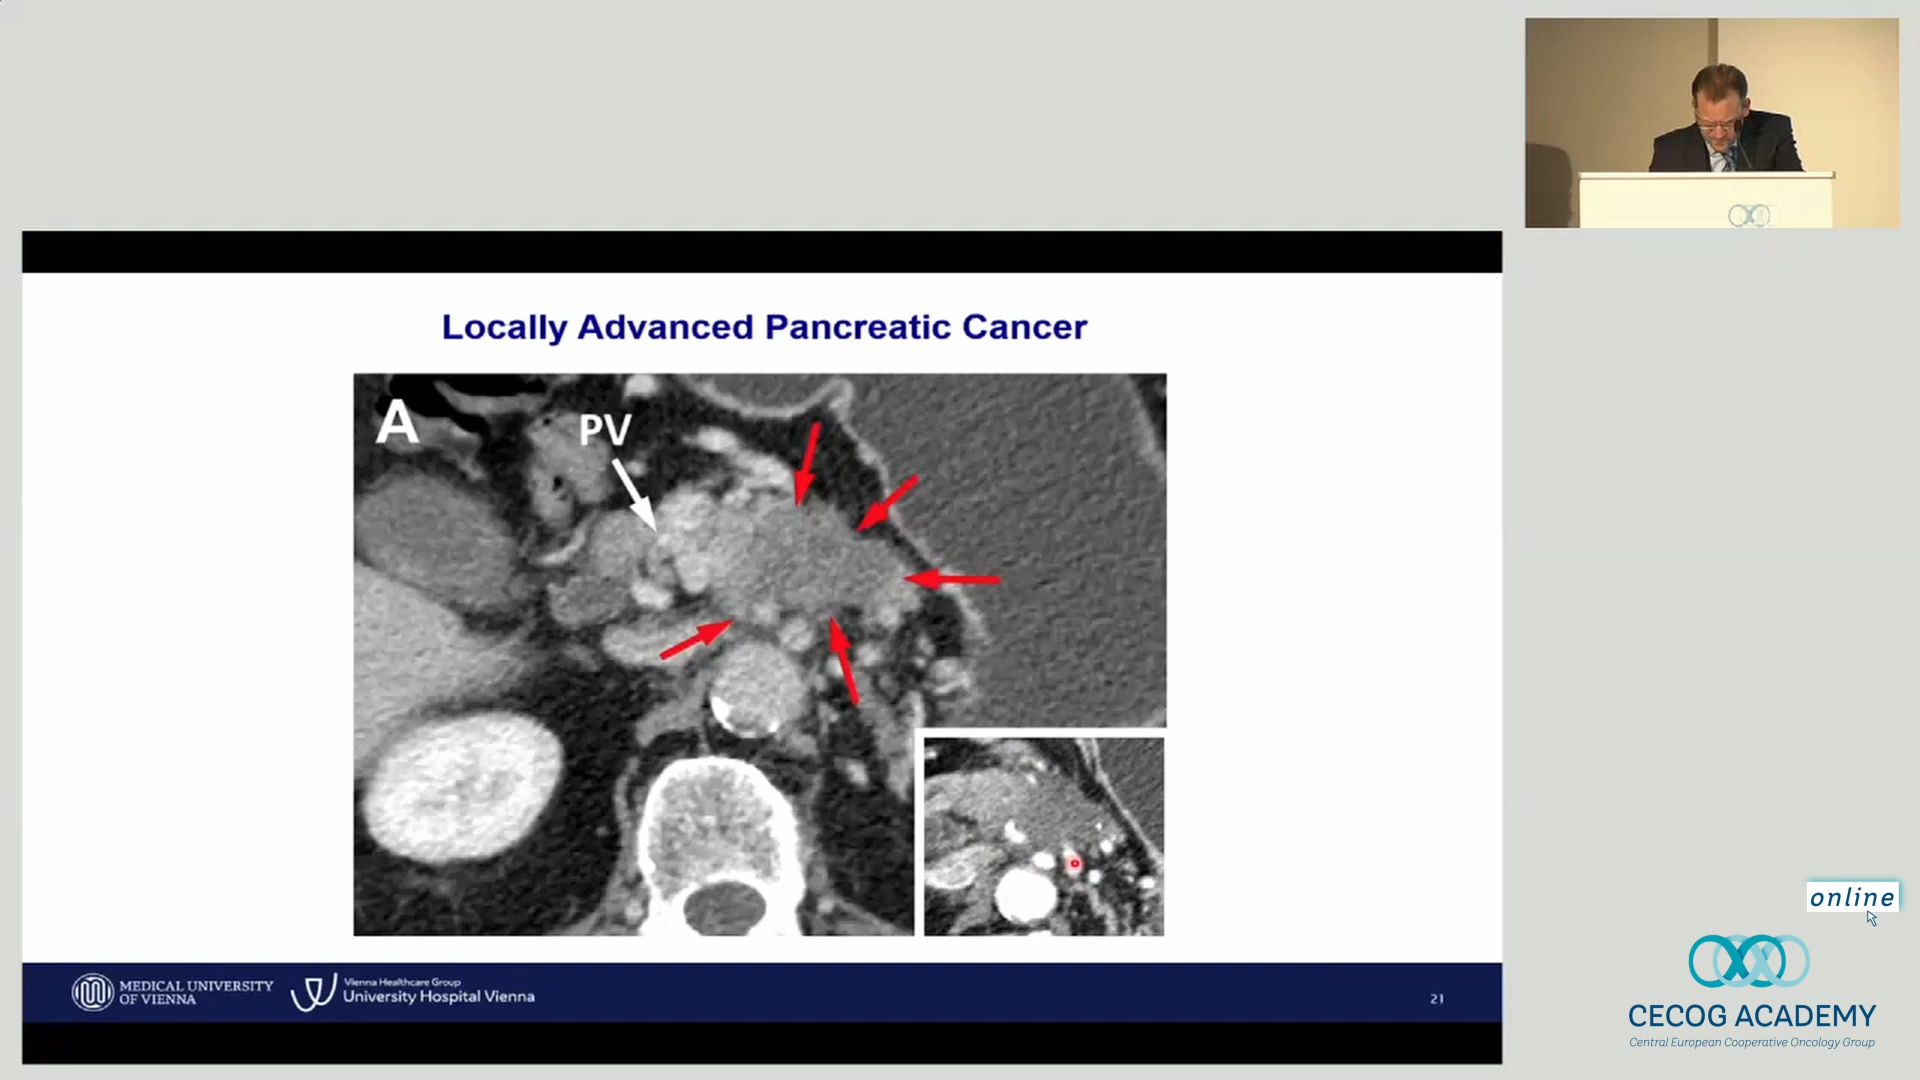 Locally Advanced Pancreatic Cancer
A
PV
MEDICAL UNIVERSITY
OF VIENNA
Vienna Healthcare Group
University Hospital Vienna
21
online
CECOG ACADEMY
Central European Cooperative Oncology Group